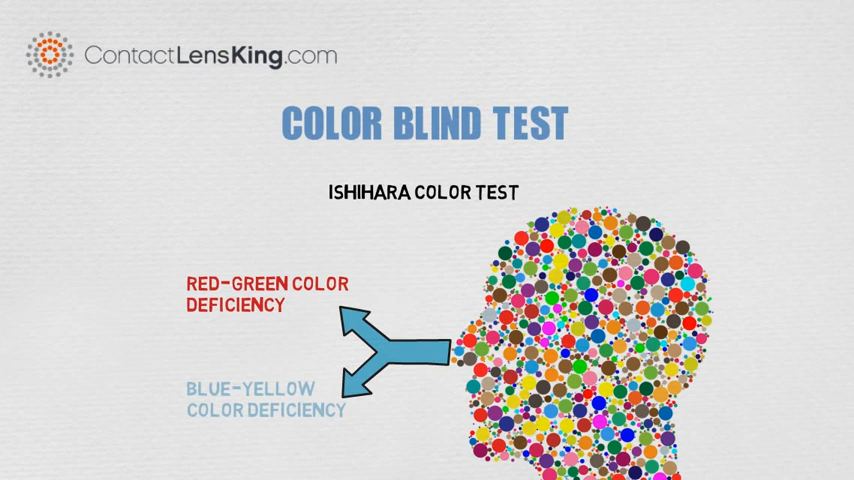 ContactLensKing.com
COLOR BLIND TEST
ISHIHARA COLOR TEST
RED-GREEN COLOR
DEFICIENCY
BLUE-YELLOW
COLOR DEFICIENCY